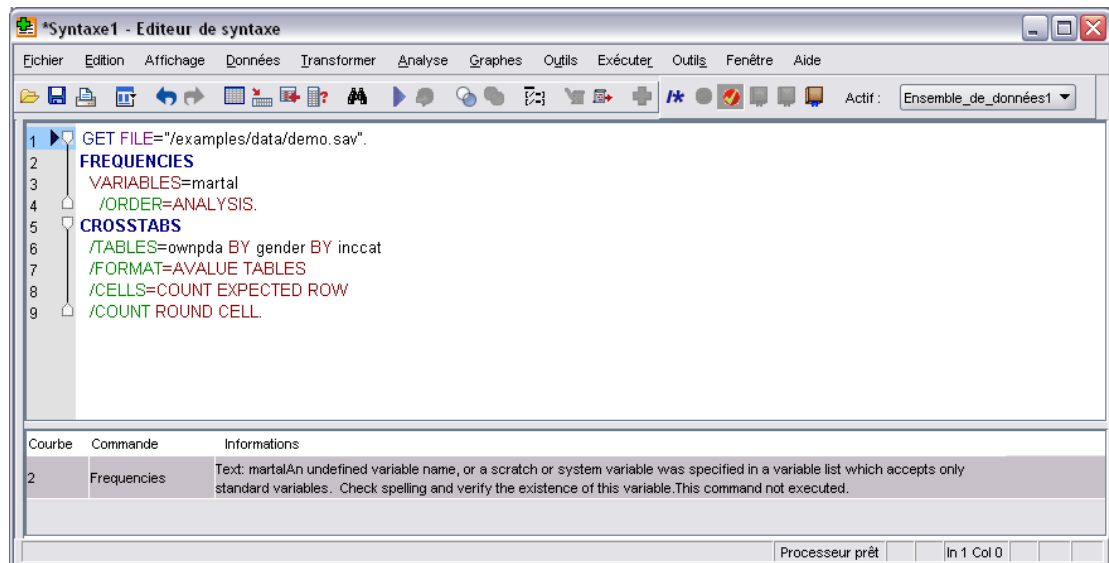 *Syntaxe1 - Editeur de syntaxe
Fichier Edition Affichage Données Transformer Analyse Graphes Outils Exécuter Outils Fenêtre Aide
Actif : Ensemble_de_données1
1 GET FILE="/examples/data/demo.sav".
2 FREQUENCIES
3 VARIABLES=martal
4 /ORDER=ANALYSIS.
5 CROSSTABS
6 /TABLES=ownpda BY gender BY inccat
7 /FORMAT=AVALUE TABLES
8 /CELLS=COUNT EXPECTED ROW
9 /COUNT ROUND CELL.
Courbe Commande Informations
2 Frequencies Text: martalAn undefined variable name, or a scratch or system variable was specified in a variable list which accepts only
standard variables. Check spelling and verify the existence of this variable.This command not executed.
Processeur prêt In 1 Col 0